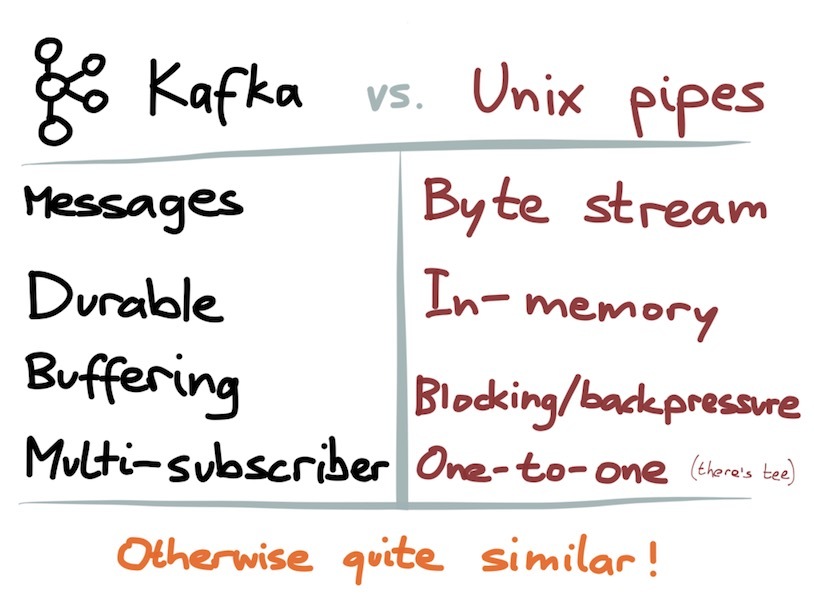 Kafka vs. Unix pipes
Messages Byte stream
Durable In-memory
Buffering Blocking/backpressure
Multi-subscriber One-to-one (there's tee)
Otherwise quite similar!